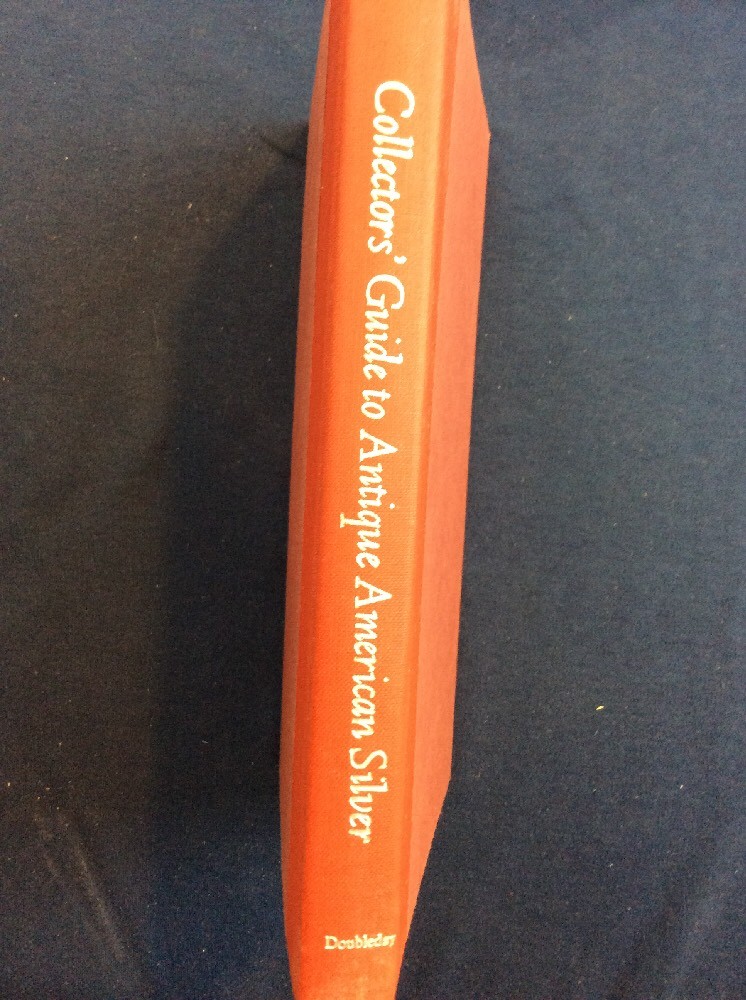 Collectors' Guide to Antique American Silver
Doubleday